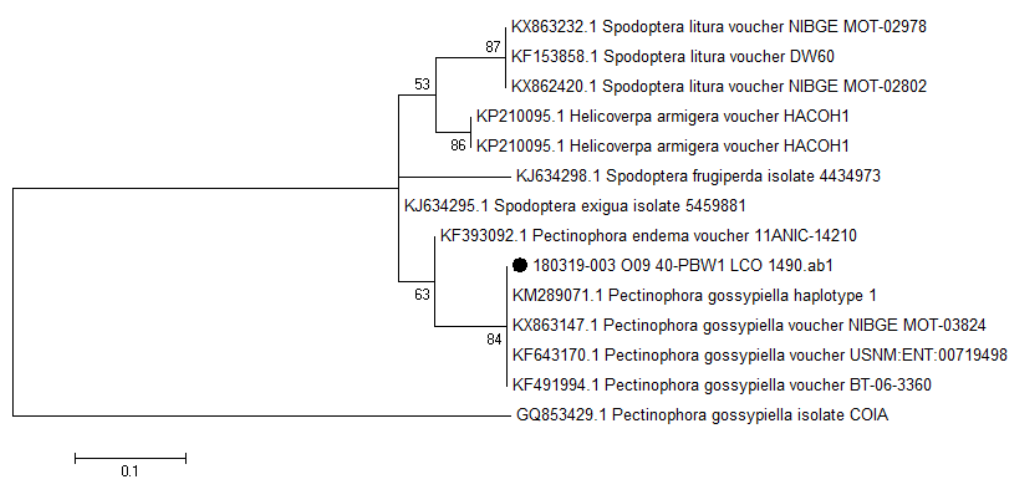 KX863232.1 Spodoptera litura voucher NIBGE MOT-02978
87
KF153858.1 Spodoptera litura voucher DW60
53
KX862420.1 Spodoptera litura voucher NIBGE MOT-02802
KP210095.1 Helicoverpa armigera voucher HACOH1
86
KP210095.1 Helicoverpa armigera voucher HACOH1
KJ634298.1 Spodoptera frugiperda isolate 4434973
KJ634295.1 Spodoptera exigua isolate 5459881
KF393092.1 Pectinophora endema voucher 11ANIC-14210
180319-003 O09 40-PBW1 LCO 1490.ab1
63
KM289071.1 Pectinophora gossypiella haplotype 1
KX863147.1 Pectinophora gossypiella voucher NIBGE MOT-03824
84
KF643170.1 Pectinophora gossypiella voucher USNM:ENT:00719498
KF491994.1 Pectinophora gossypiella voucher BT-06-3360
GQ853429.1 Pectinophora gossypiella isolate COIA
0.1